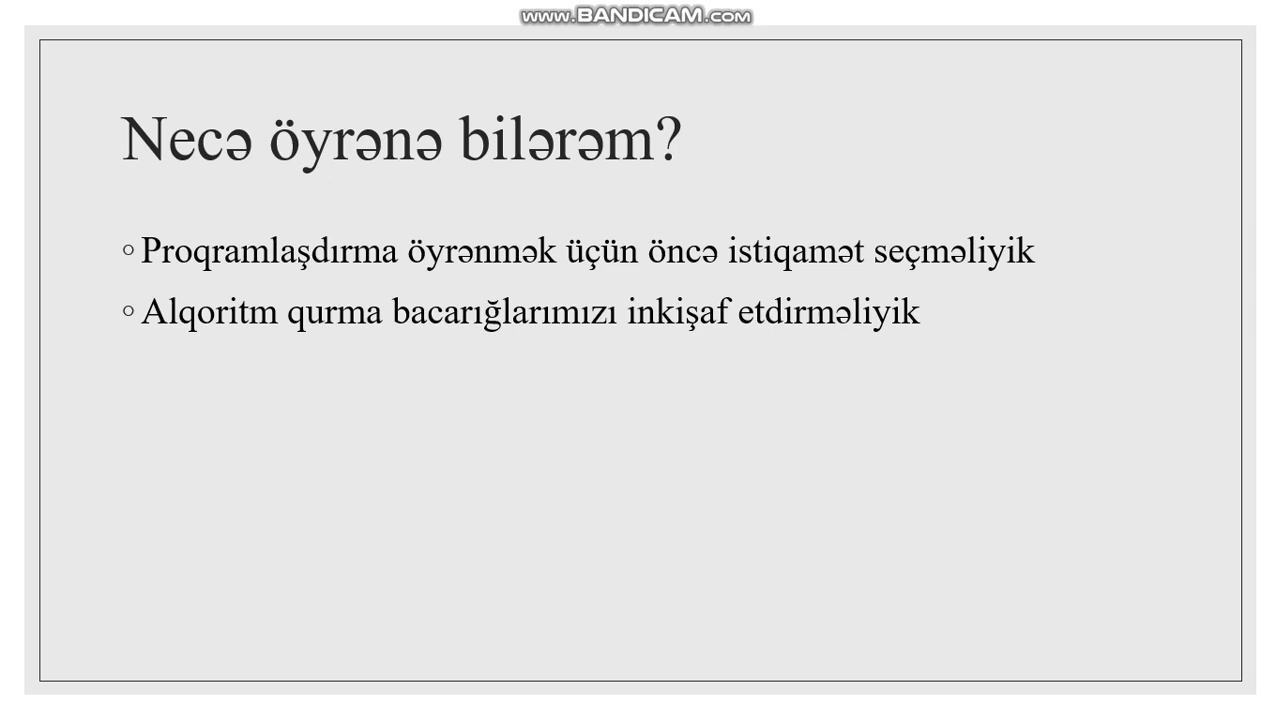 www.BANDICAM.com
Necə öyrənə bilərəm?
◦ Proqramlaşdırma öyrənmək üçün öncə istiqamət seçməliyik
◦ Alqoritm qurma bacarığlarımızı inkişaf etdirməliyik